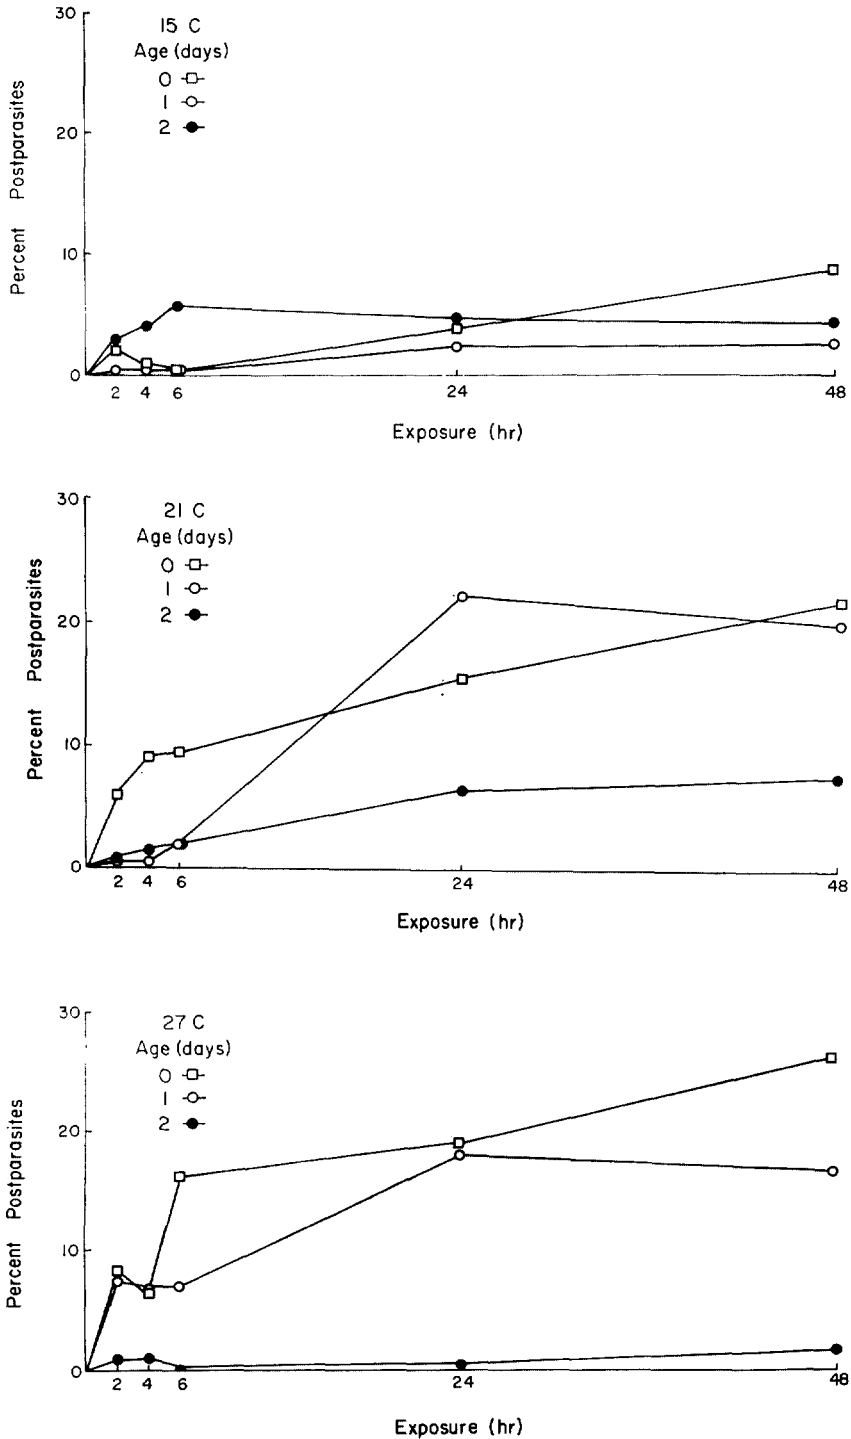 30
15 C
Age (days)
0
1
2
20
10
0
Percent Postparasites
2 4 6 24 48
Exposure (hr)
30
21 C
Age (days)
0
1
2
20
10
0
Percent Postparasites
2 4 6 24 48
Exposure (hr)
30
27 C
Age (days)
0
1
2
20
10
0
Percent Postparasites
2 4 6 24 48
Exposure (hr)